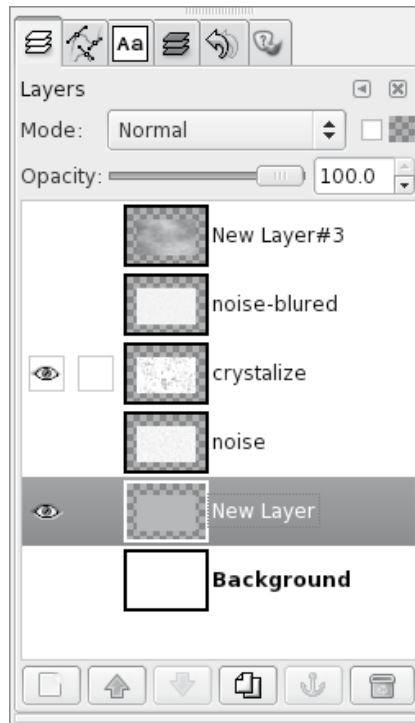 Aa
Layers
Mode: Normal
Opacity: 100.0
New Layer#3
noise-blured
crystalize
noise
New Layer
Background